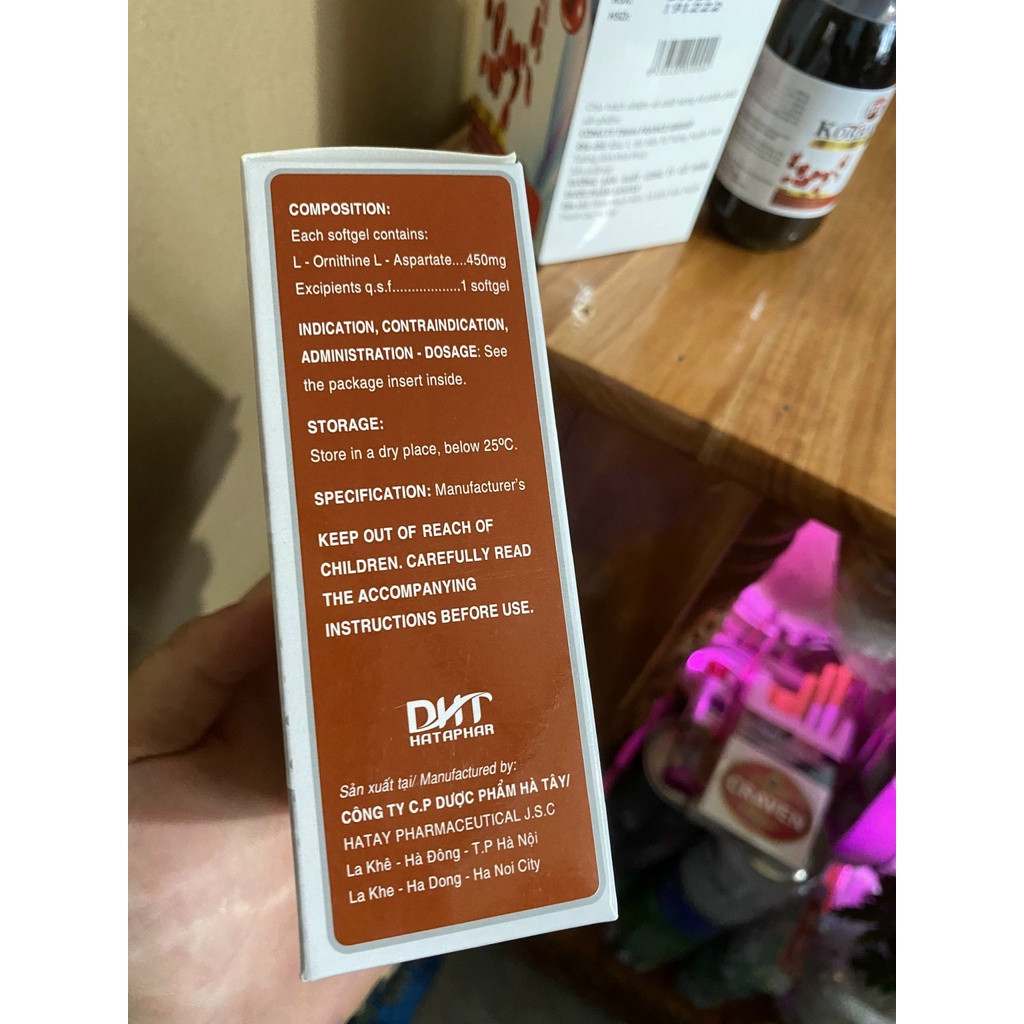 COMPOSITION:
Each softgel contains:
L - Ornithine L - Aspartate....450mg
Excipients q.s.f..................1 softgel
INDICATION, CONTRAINDICATION,
ADMINISTRATION - DOSAGE: See
the package insert inside.
STORAGE:
Store in a dry place, below 25ºC.
SPECIFICATION: Manufacturer's
KEEP OUT OF REACH OF
CHILDREN. CAREFULLY READ
THE ACCOMPANYING
INSTRUCTIONS BEFORE USE.
DHT
HATAPHAR
Sản xuất tại/ Manufactured by:
CÔNG TY C.P DƯỢC PHẨM HÀ TÂY/
HATAY PHARMACEUTICAL J.S.C
La Khê - Hà Đông - T.P Hà Nội
La Khe - Ha Dong - Ha Noi City
HSD:
191222
CRAVEN